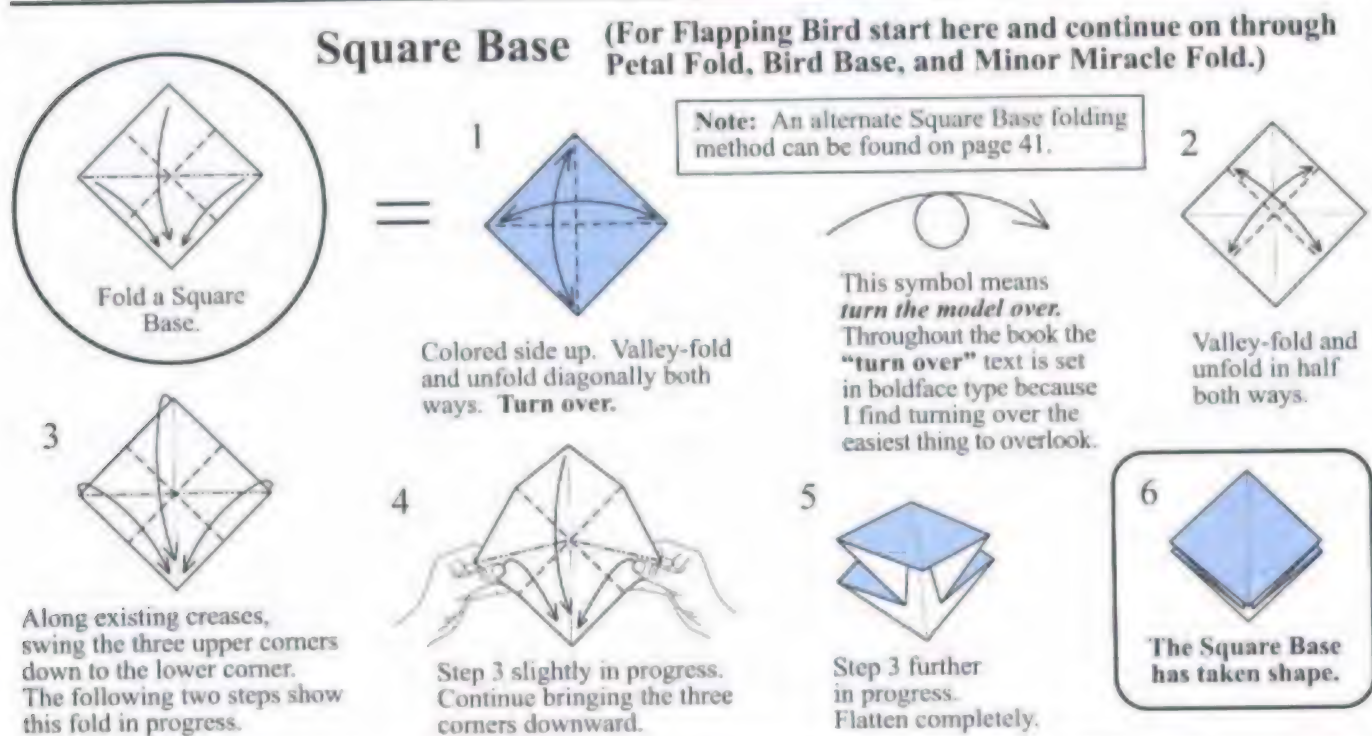 Square Base
(For Flapping Bird start here and continue on through
Petal Fold, Bird Base, and Minor Miracle Fold.)
Fold a Square
Base.
=
1
Colored side up. Valley-fold
and unfold diagonally both
ways. Turn over.
Note: An alternate Square Base folding
method can be found on page 41.
This symbol means
turn the model over.
Throughout the book the
“turn over” text is set
in boldface type because
I find turning over the
easiest thing to overlook.
2
Valley-fold and
unfold in half
both ways.
3
Along existing creases,
swing the three upper corners
down to the lower corner.
The following two steps show
this fold in progress.
4
Step 3 slightly in progress.
Continue bringing the three
corners downward.
5
Step 3 further
in progress.
Flatten completely.
6
The Square Base
has taken shape.